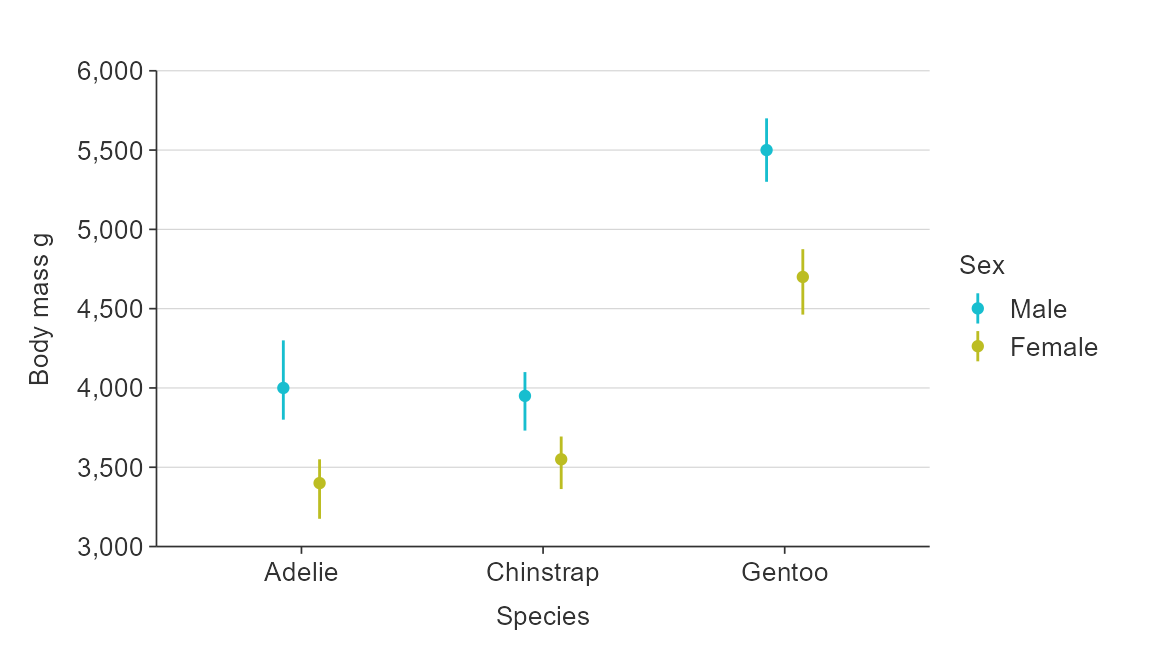 6,000
5,500
5,000
4,500
4,000
3,500
3,000
Body mass g
Adelie
Chinstrap
Gentoo
Species
Sex
Male
Female